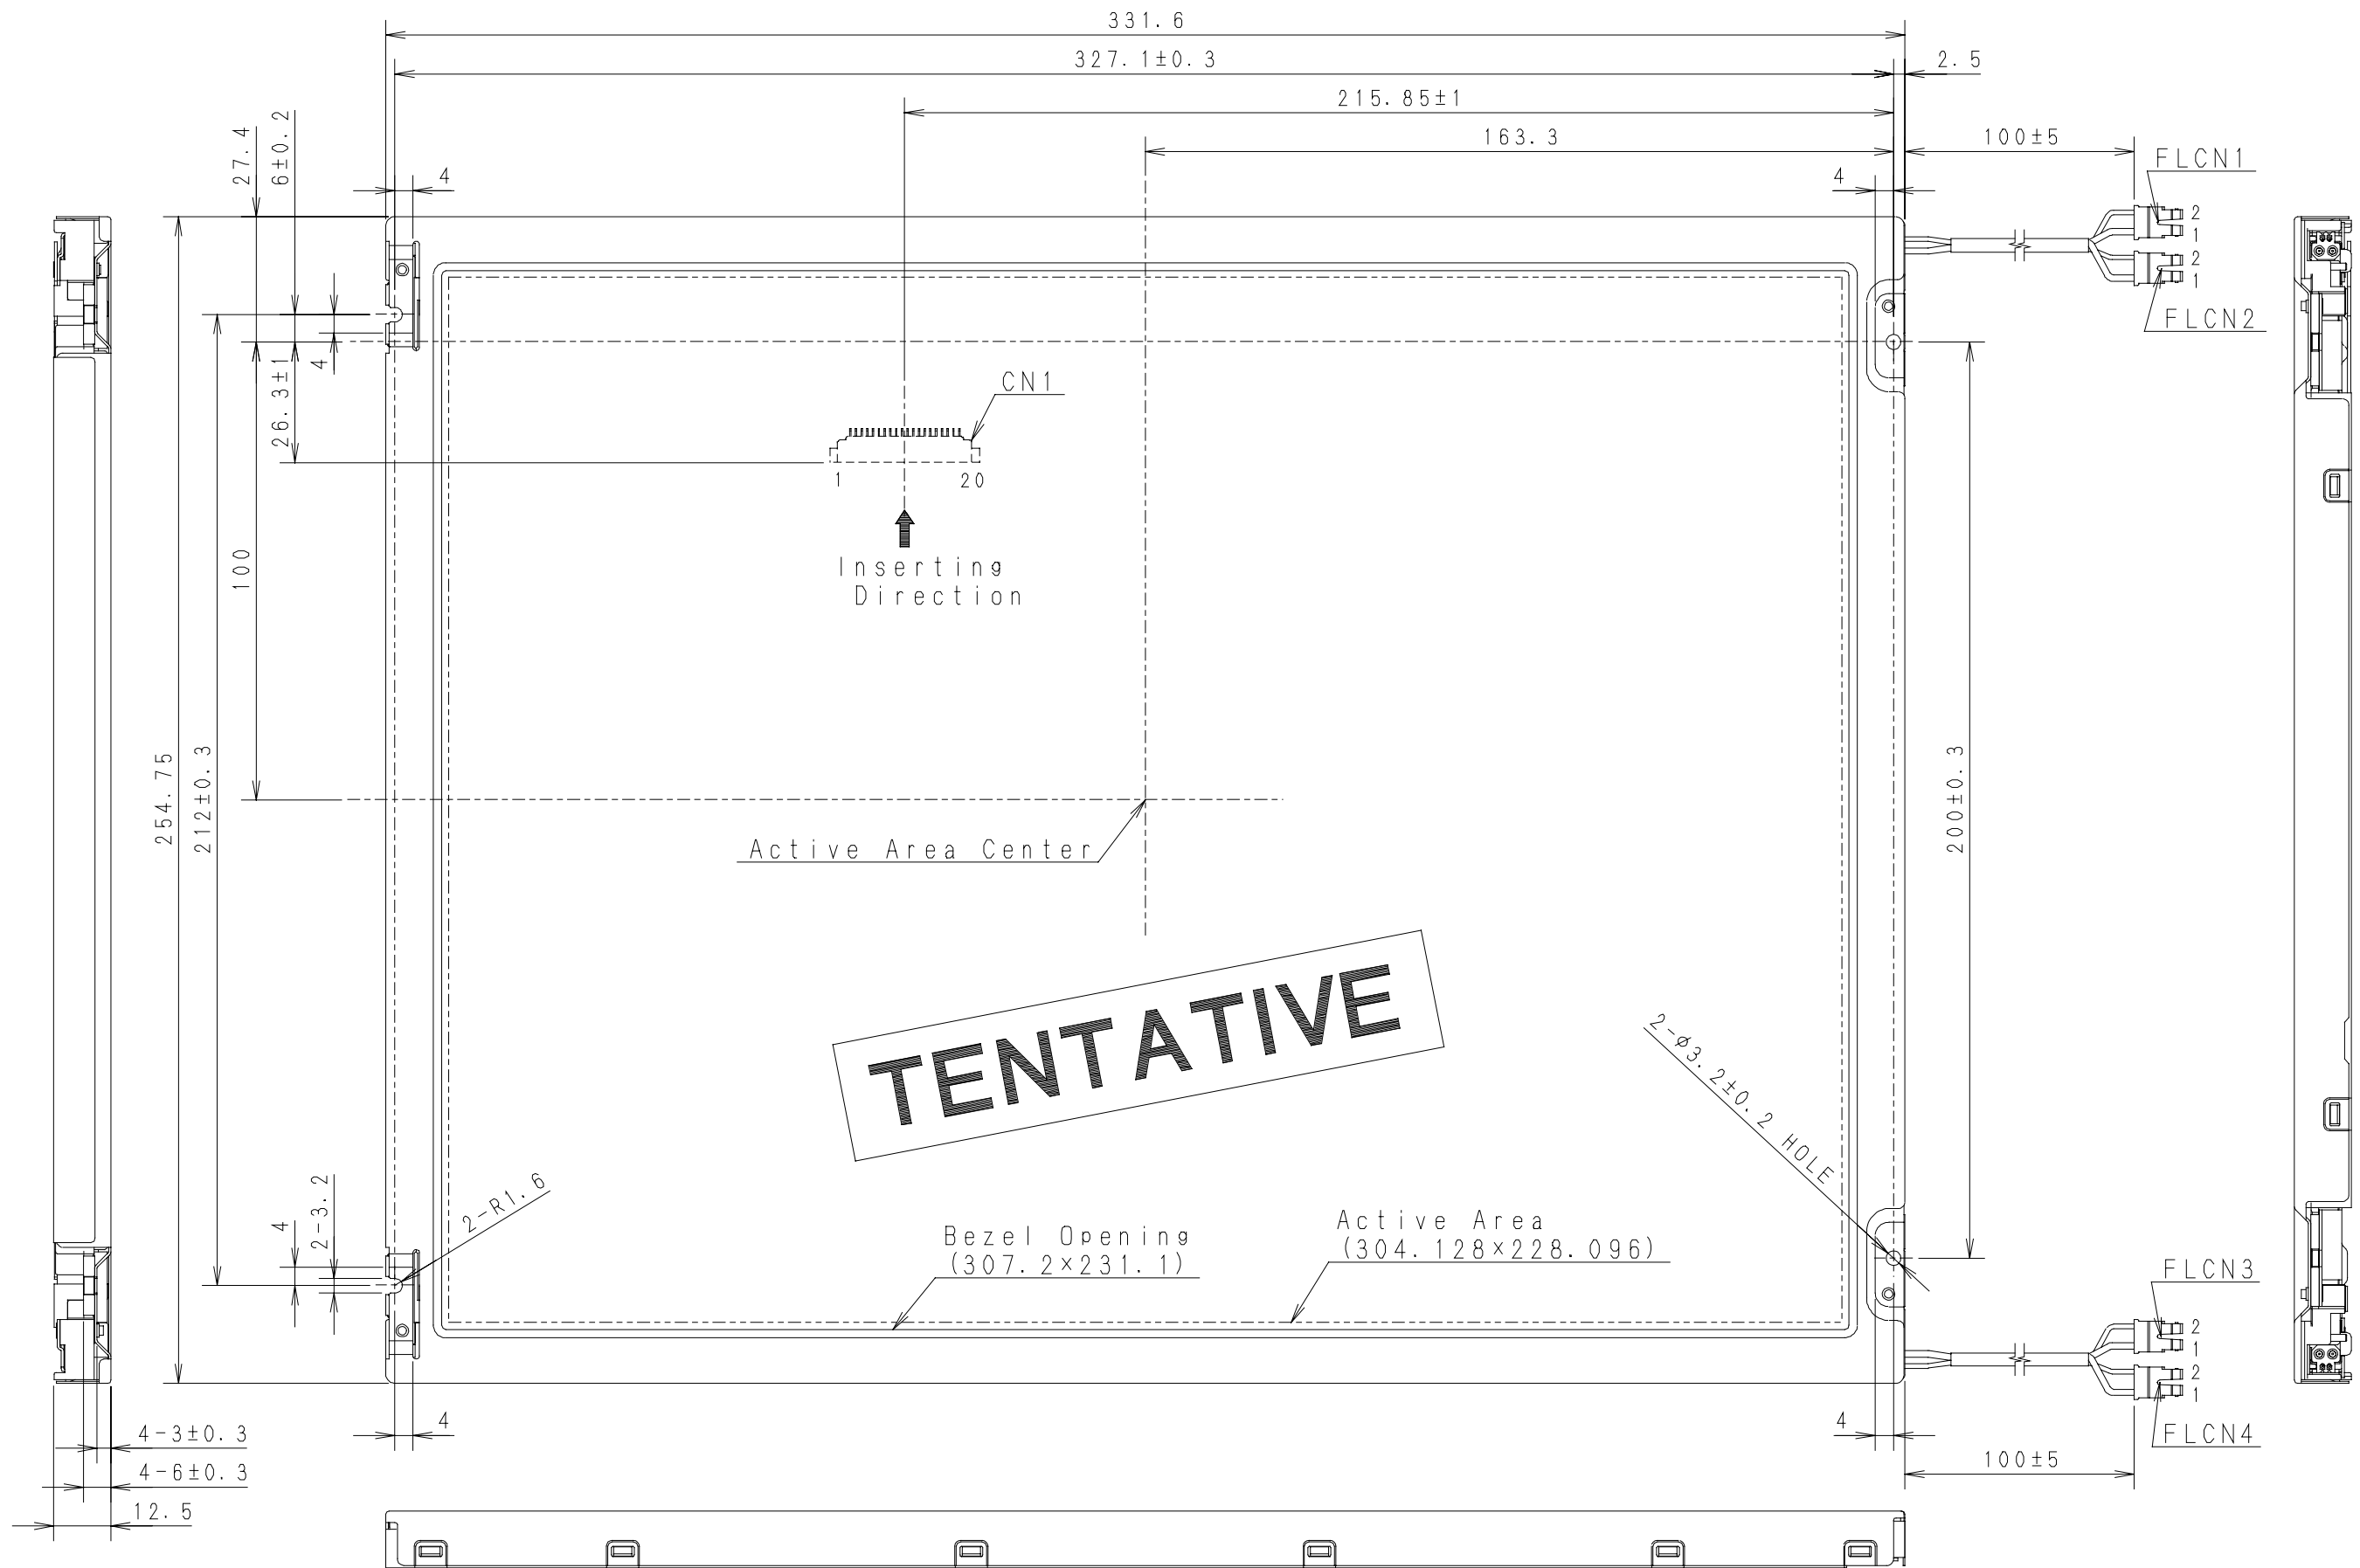 331.6
327.1±0.3
2.5
215.85±1
163.3
100±5
27.4
6±0.2
4
4
FLCN1
2
1
2
1
FLCN2
4
26.3±1
CN1
1
20
Inserting
Direction
100
254.75
212±0.3
200±0.3
Active Area Center
TENTATIVE
2-φ3.2±0.2 HOLE
4
2-3.2
2-R1.6
Bezel Opening
(307.2×231.1)
Active Area
(304.128×228.096)
FLCN3
2
1
2
1
FLCN4
4
4
100±5
4-3±0.3
4-6±0.3
12.5